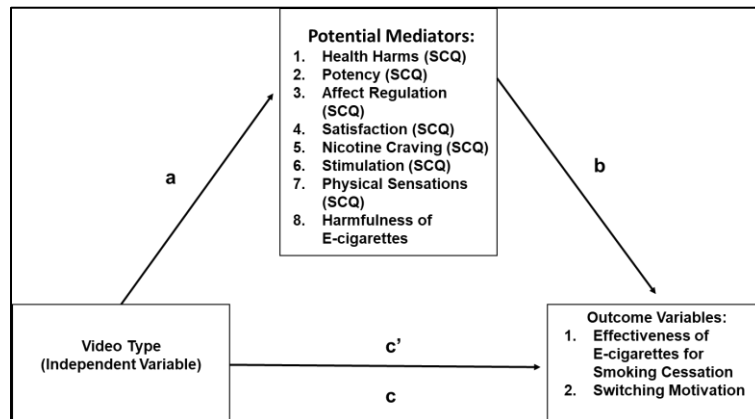 Potential Mediators:
1. Health Harms (SCQ)
2. Potency (SCQ)
3. Affect Regulation
(SCQ)
4. Satisfaction (SCQ)
5. Nicotine Craving (SCQ)
6. Stimulation (SCQ)
7. Physical Sensations
(SCQ)
8. Harmfulness of
E-cigarettes
a
b
Video Type
(Independent Variable)
c'
c
Outcome Variables:
1. Effectiveness of
E-cigarettes for
Smoking Cessation
2. Switching Motivation